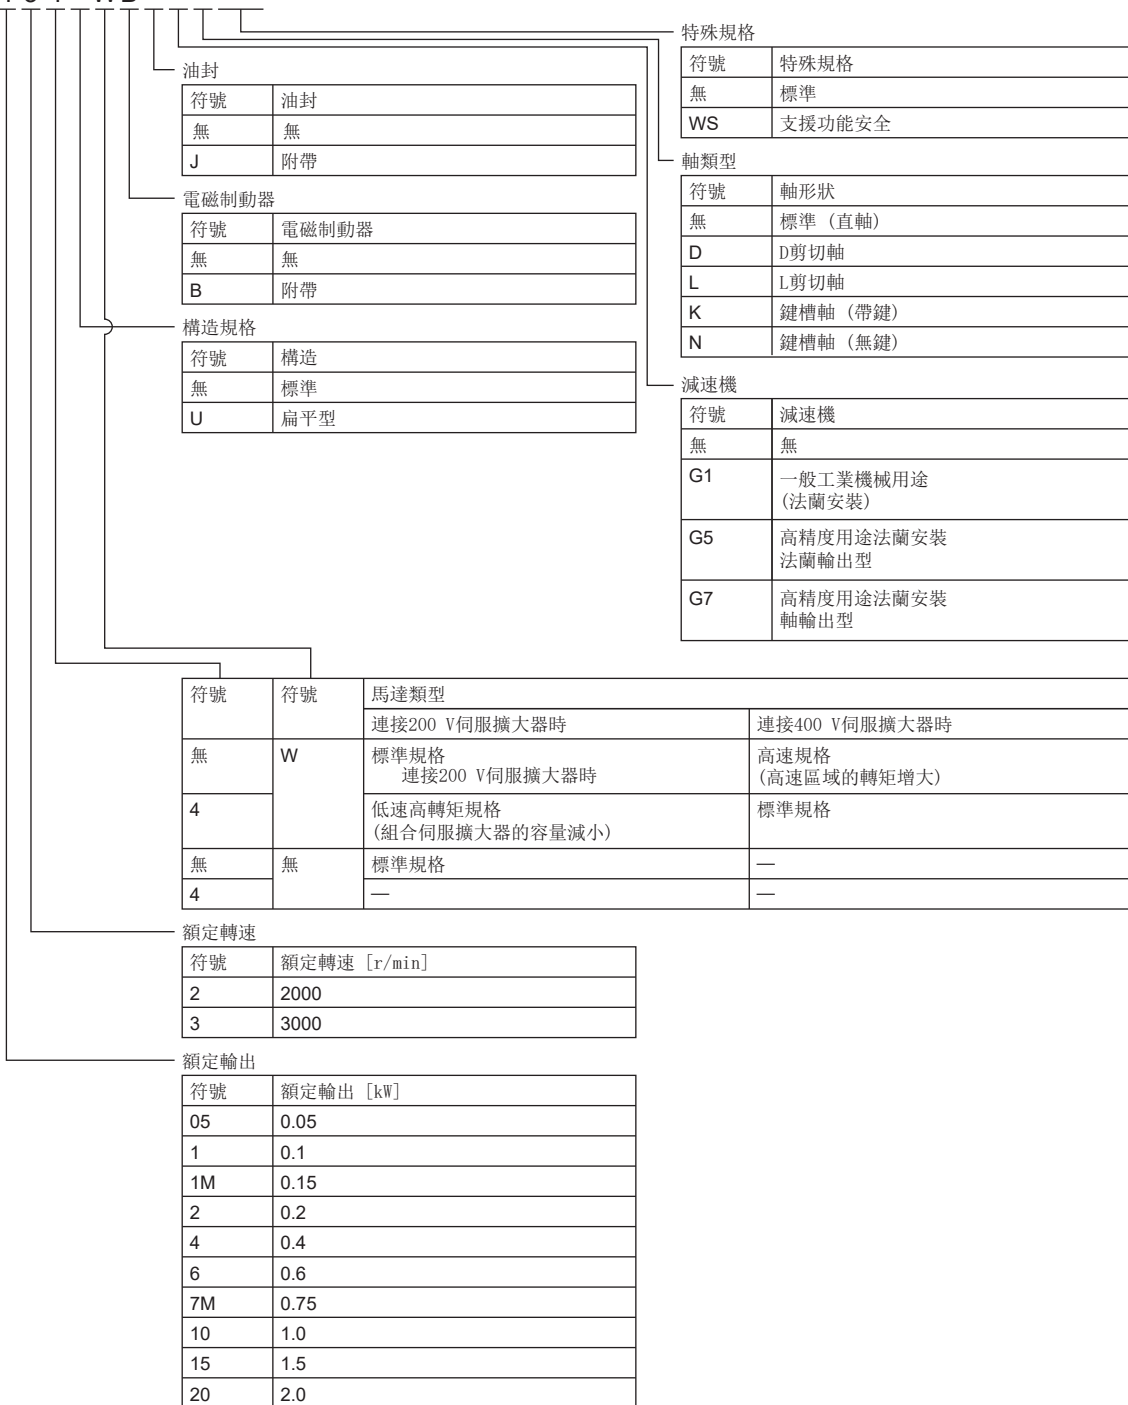 特殊規格
符號 特殊規格
無 標準
WS 支援功能安全
油封
符號 油封
無 無
J 附帶
軸類型
符號 軸形狀
無 標準 (直軸)
D D剪切軸
L L剪切軸
K 鍵槽軸 (帶鍵)
N 鍵槽軸 (無鍵)
電磁制動器
符號 電磁制動器
無 無
B 附帶
構造規格
符號 構造
無 標準
U 扁平型
減速機
符號 減速機
無 無
G1 一般工業機械用途
(法蘭安裝)
G5 高精度用途法蘭安裝
法蘭輸出型
G7 高精度用途法蘭安裝
軸輸出型
符號 符號 馬達類型
連接200 V伺服擴大器時 連接400 V伺服擴大器時
無 W 標準規格 高速規格
連接200 V伺服擴大器時 (高速區域的轉矩增大)
4 低速高轉矩規格 標準規格
(組合伺服擴大器的容量減小)
無 無 標準規格 —
4 — —
額定轉速
符號 額定轉速 [r/min]
2 2000
3 3000
額定輸出
符號 額定輸出 [kW]
05 0.05
1 0.1
1M 0.15
2 0.2
4 0.4
6 0.6
7M 0.75
10 1.0
15 1.5
20 2.0